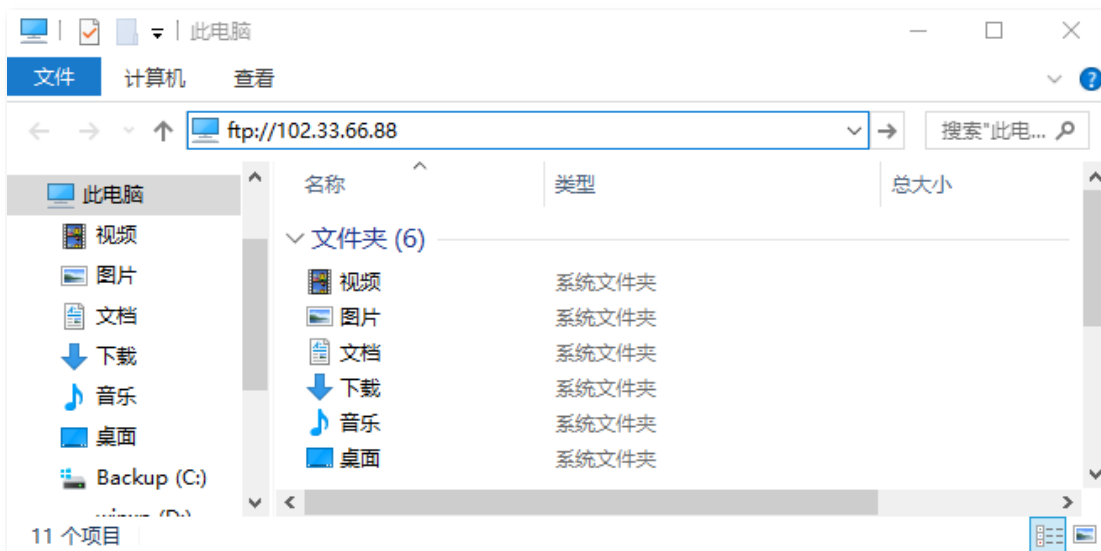 此电脑
文件 计算机 查看
ftp://102.33.66.88 搜索"此电...
此电脑
视频
图片
文档
下载
音乐
桌面
Backup (C:)
名称 类型 总大小
文件夹 (6)
视频 系统文件夹
图片 系统文件夹
文档 系统文件夹
下载 系统文件夹
音乐 系统文件夹
桌面 系统文件夹
11 个项目